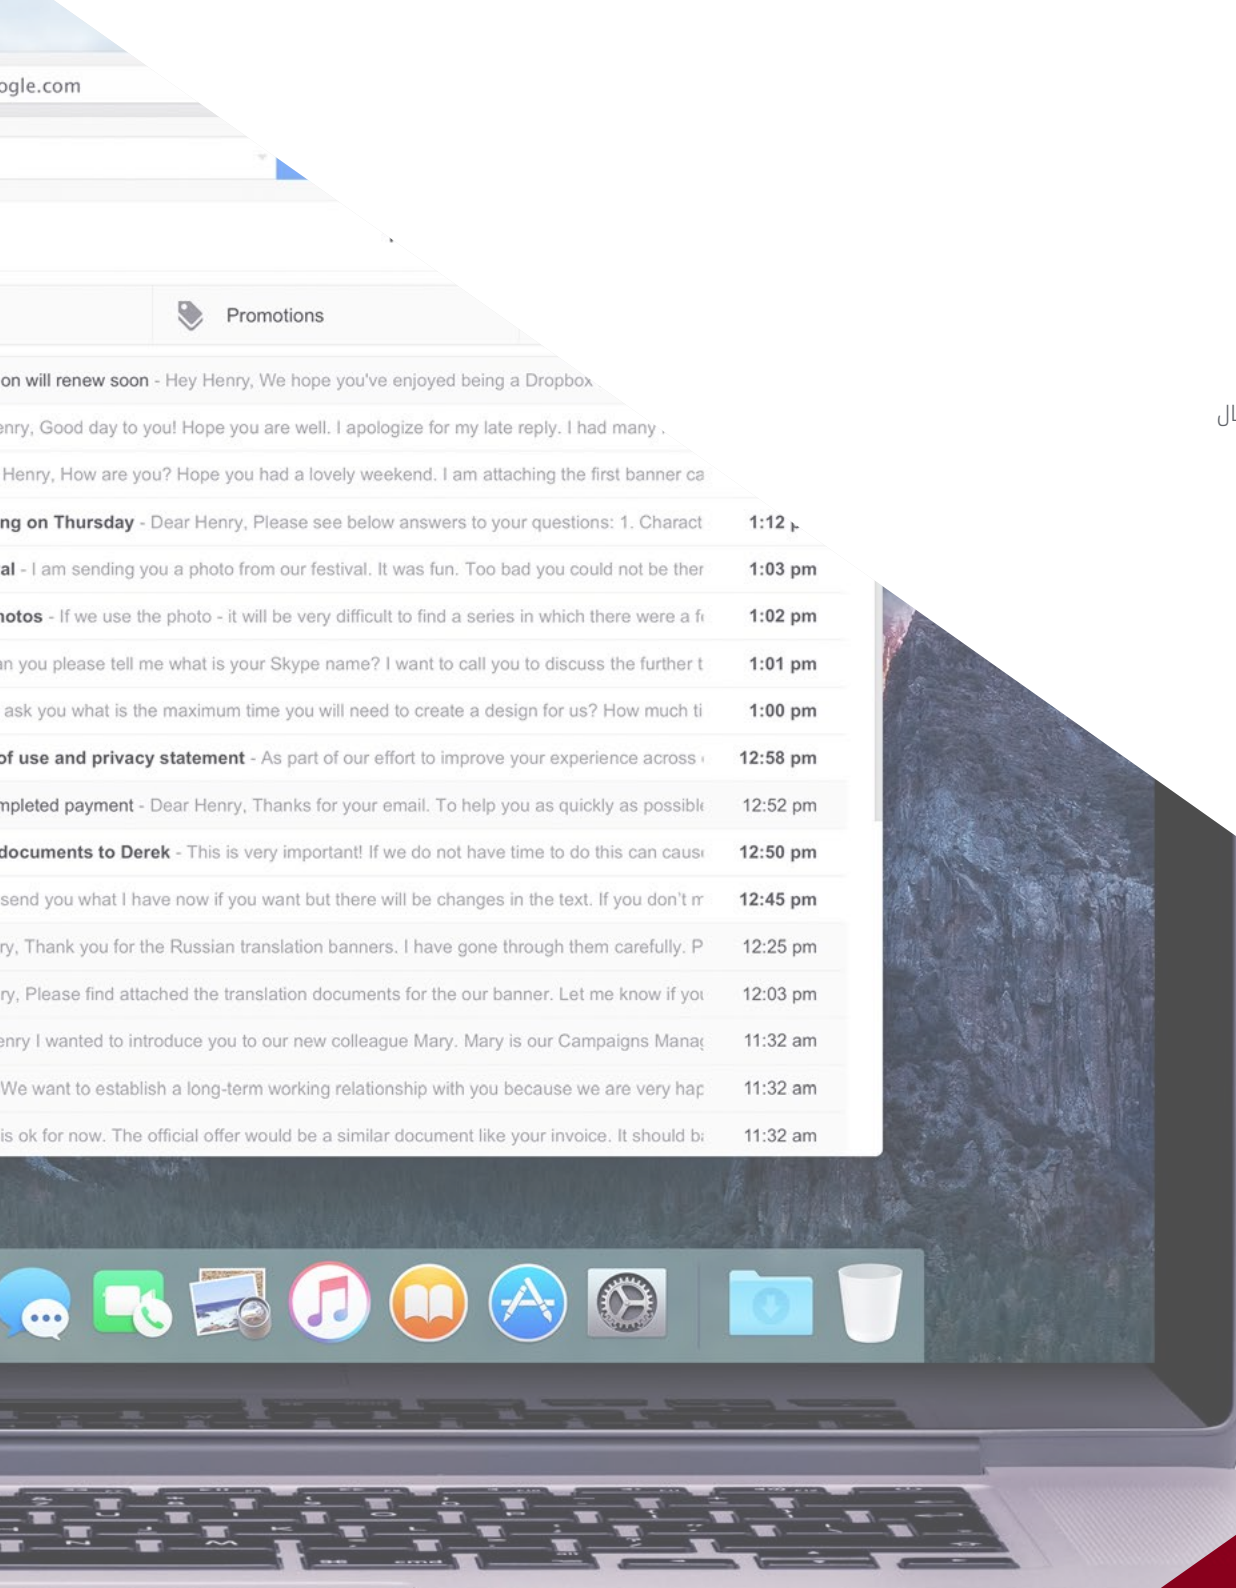 ogle.com
Promotions
on will renew soon - Hey Henry, We hope you've enjoyed being a Dropbox
enry, Good day to you! Hope you are well. I apologize for my late reply. I had many
Henry, How are you? Hope you had a lovely weekend. I am attaching the first banner ca
ng on Thursday - Dear Henry, Please see below answers to your questions: 1. Charact 1:12
al - I am sending you a photo from our festival. It was fun. Too bad you could not be ther 1:03 pm
hotos - If we use the photo - it will be very difficult to find a series in which there were a f 1:02 pm
an you please tell me what is your Skype name? I want to call you to discuss the further t 1:01 pm
ask you what is the maximum time you will need to create a design for us? How much ti 1:00 pm
of use and privacy statement - As part of our effort to improve your experience across 12:58 pm
mpleted payment - Dear Henry, Thanks for your email. To help you as quickly as possible 12:52 pm
documents to Derek - This is very important! If we do not have time to do this can cause 12:50 pm
send you what I have now if you want but there will be changes in the text. If you don't m 12:45 pm
ry, Thank you for the Russian translation banners. I have gone through them carefully. P 12:25 pm
ry, Please find attached the translation documents for the our banner. Let me know if you 12:03 pm
enry I wanted to introduce you to our new colleague Mary. Mary is our Campaigns Manag 11:32 am
We want to establish a long-term working relationship with you because we are very hap 11:32 am
is ok for now. The official offer would be a similar document like your invoice. It should ba 11:32 am
cmd